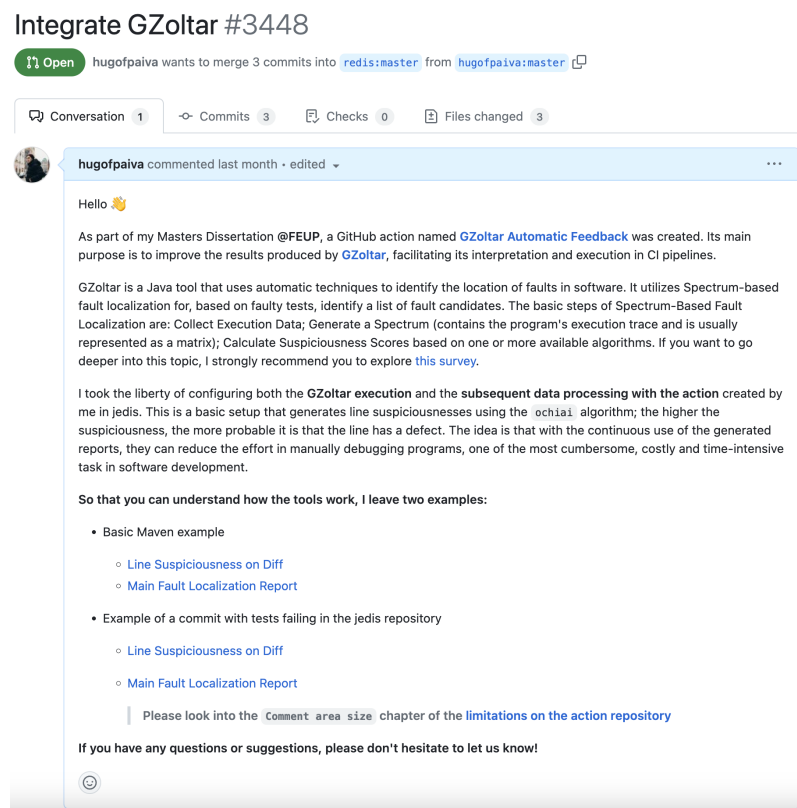 Integrate GZoltar #3448
Open hugofpaiva wants to merge 3 commits into redis:master from hugofpaiva:master
Conversation 1 Commits 3 Checks 0 Files changed 3
hugofpaiva commented last month • edited
Hello 👋
As part of my Masters Dissertation @FEUP, a GitHub action named GZoltar Automatic Feedback was created. Its main
purpose is to improve the results produced by GZoltar, facilitating its interpretation and execution in CI pipelines.
GZoltar is a Java tool that uses automatic techniques to identify the location of faults in software. It utilizes Spectrum-based
fault localization for, based on faulty tests, identify a list of fault candidates. The basic steps of Spectrum-Based Fault
Localization are: Collect Execution Data; Generate a Spectrum (contains the program's execution trace and is usually
represented as a matrix); Calculate Suspiciousness Scores based on one or more available algorithms. If you want to go
deeper into this topic, I strongly recommend you to explore this survey.
I took the liberty of configuring both the GZoltar execution and the subsequent data processing with the action created by
me in jedis. This is a basic setup that generates line suspiciousnesses using the ochiai algorithm; the higher the
suspiciousness, the more probable it is that the line has a defect. The idea is that with the continuous use of the generated
reports, they can reduce the effort in manually debugging programs, one of the most cumbersome, costly and time-intensive
task in software development.
So that you can understand how the tools work, I leave two examples:
• Basic Maven example
◦ Line Suspiciousness on Diff
◦ Main Fault Localization Report
• Example of a commit with tests failing in the jedis repository
◦ Line Suspiciousness on Diff
◦ Main Fault Localization Report
Please look into the Comment area size chapter of the limitations on the action repository
If you have any questions or suggestions, please don't hesitate to let us know!